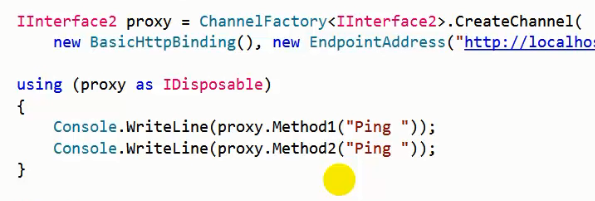 IInterface2 proxy = ChannelFactory<IInterface2>.CreateChannel(
new BasicHttpBinding(), new EndpointAddress("http://localhos
using (proxy as IDisposable)
{
Console.WriteLine(proxy.Method1("Ping "));
Console.WriteLine(proxy.Method2("Ping "));
}